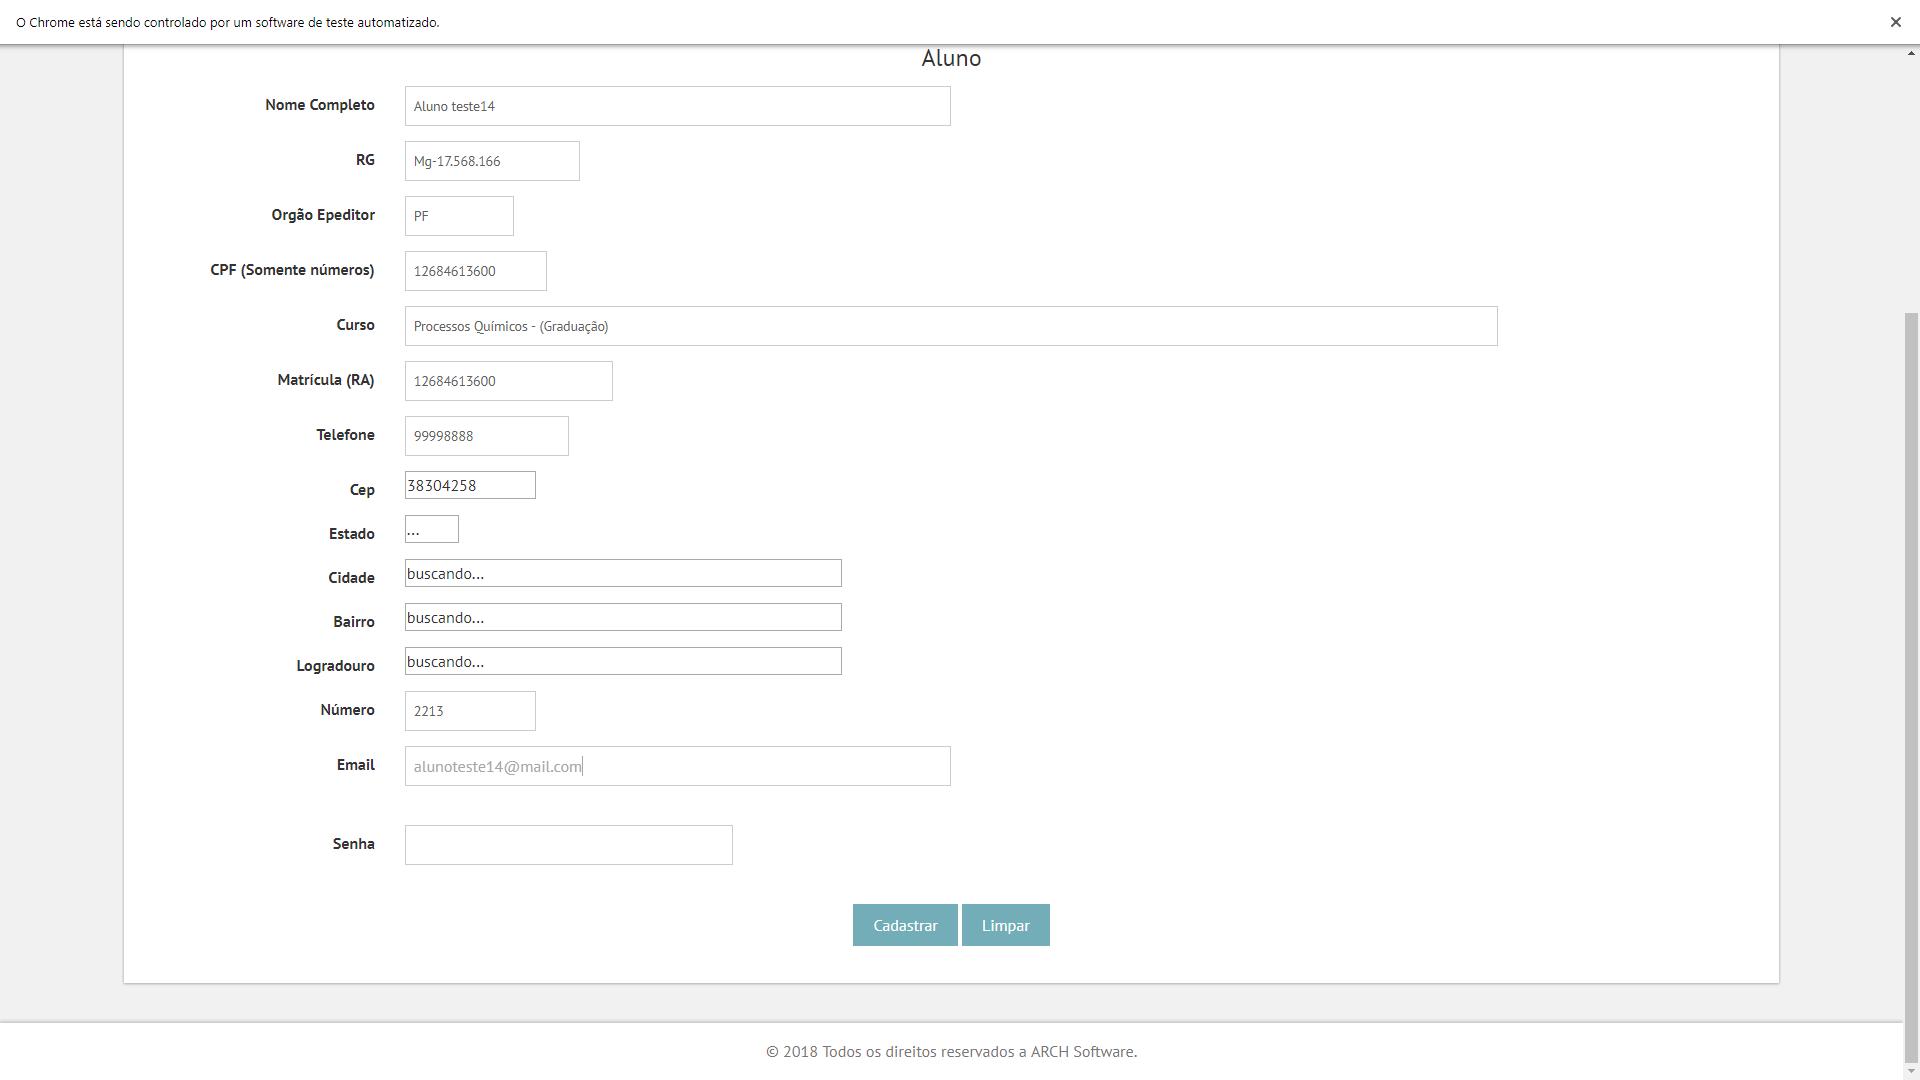 O Chrome está sendo controlado por um software de teste automatizado.
Aluno
Nome Completo Aluno teste14
RG Mg-17.568.166
Orgão Epeditor PF
CPF (Somente números) 12684613600
Curso Processos Químicos - (Graduação)
Matrícula (RA) 12684613600
Telefone 99998888
Cep 38304258
Estado ...
Cidade buscando...
Bairro buscando...
Logradouro buscando...
Número 2213
Email alunoteste14@mail.com
Senha
Cadastrar Limpar
© 2018 Todos os direitos reservados a ARCH Software.